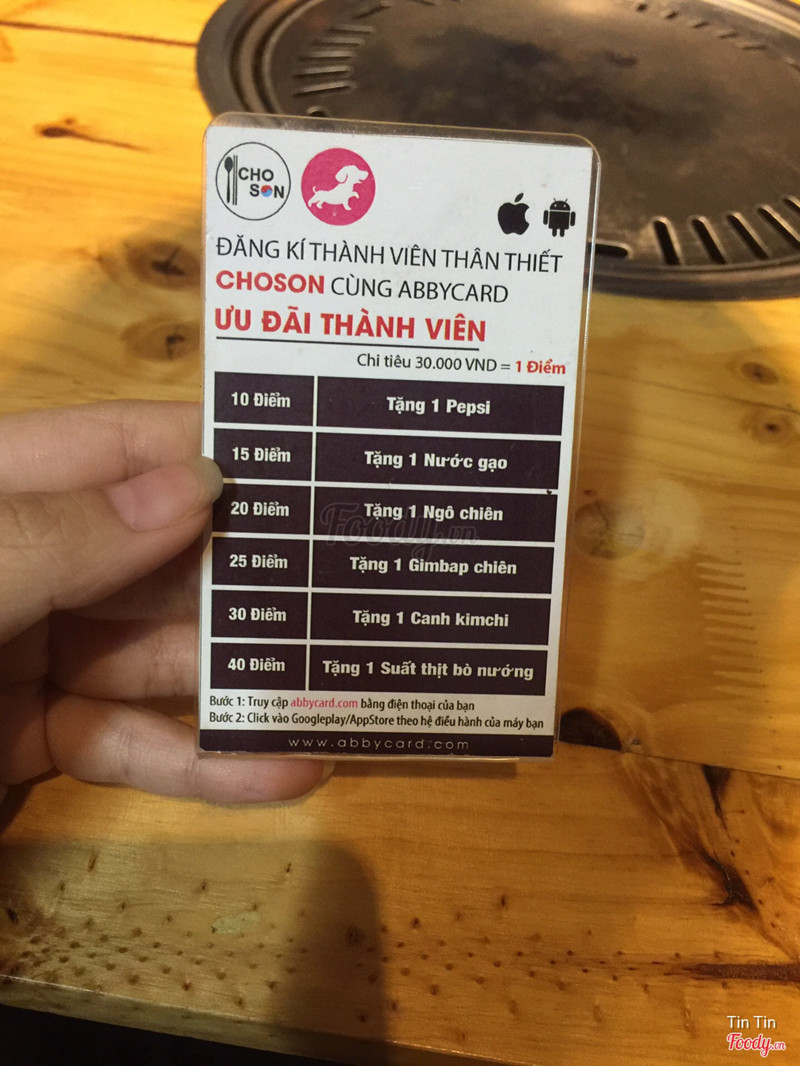 CHO
SON
ĐĂNG KÍ THÀNH VIÊN THÂN THIẾT
CHOSON CÙNG ABBYCARD
ƯU ĐÃI THÀNH VIÊN
Chi tiêu 30.000 VND = 1 Điểm
10 Điểm Tặng 1 Pepsi
15 Điểm Tặng 1 Nước gạo
20 Điểm Tặng 1 Ngô chiên
25 Điểm Tặng 1 Gimbap chiên
30 Điểm Tặng 1 Canh kimchi
40 Điểm Tặng 1 Suất thịt bò nướng
Bước 1: Truy cập abbycard.com bằng điện thoại của bạn
Bước 2: Click vào Googleplay/AppStore theo hệ điều hành của máy bạn
www.abbycard.com
Foody.vn
Tin Tin
Foody.vn